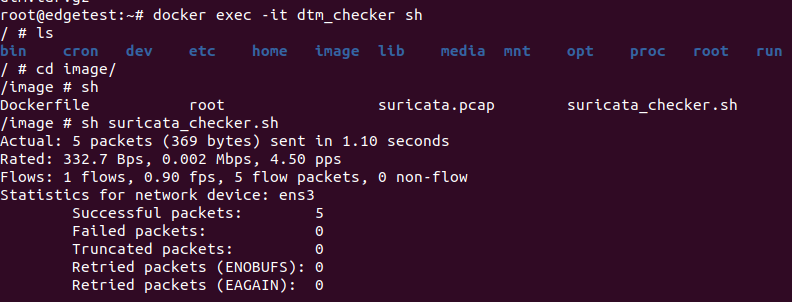 root@edgetest:~# docker exec -it dtm_checker sh
/ # ls
bin cron dev etc home image lib media mnt opt proc root run
/ # cd image/
/image # sh
Dockerfile root suricata.pcap suricata_checker.sh
/image # sh suricata_checker.sh
Actual: 5 packets (369 bytes) sent in 1.10 seconds
Rated: 332.7 Bps, 0.002 Mbps, 4.50 pps
Flows: 1 flows, 0.90 fps, 5 flow packets, 0 non-flow
Statistics for network device: ens3
Successful packets: 5
Failed packets: 0
Truncated packets: 0
Retried packets (ENOBUFS): 0
Retried packets (EAGAIN): 0